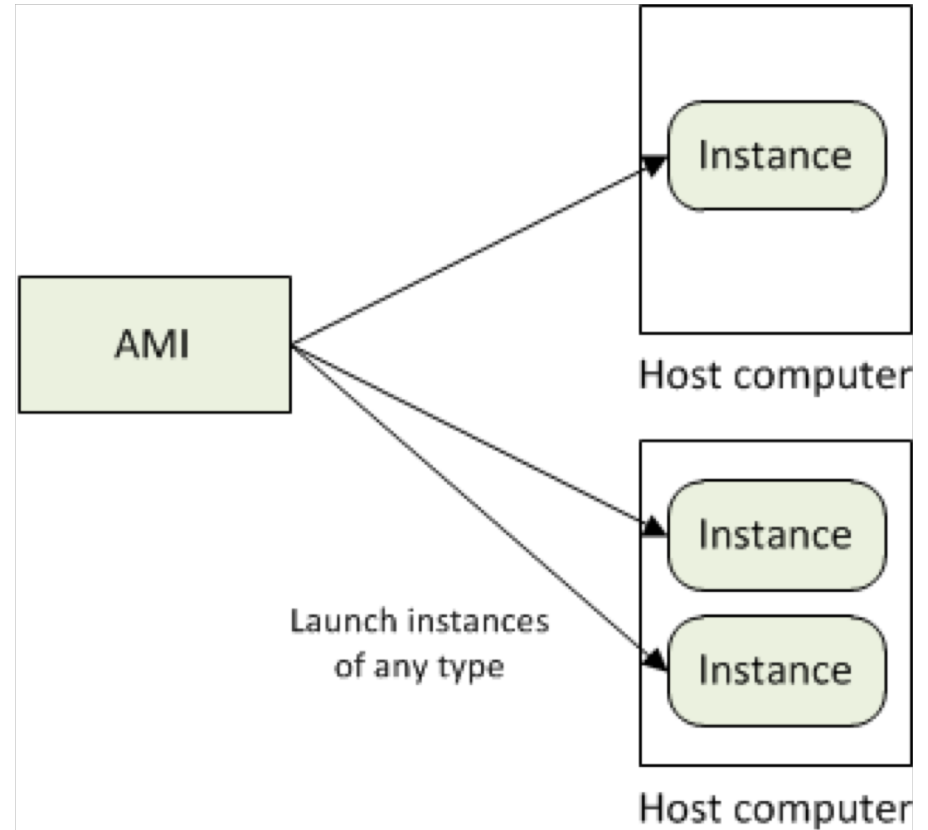 Instance
AMI
Host computer
Instance
Launch instances
of any type
Instance
Host computer